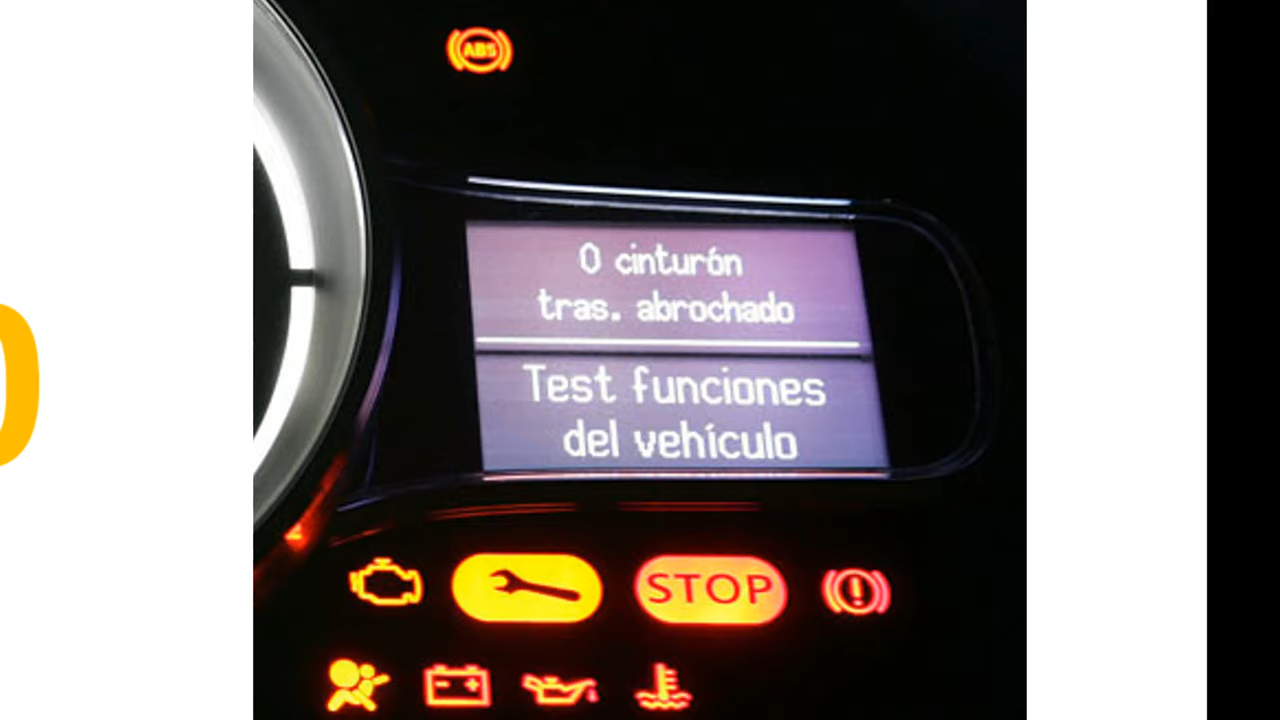 ABS
0 cinturón
tras. abrochado
Test funciones
del vehículo
STOP